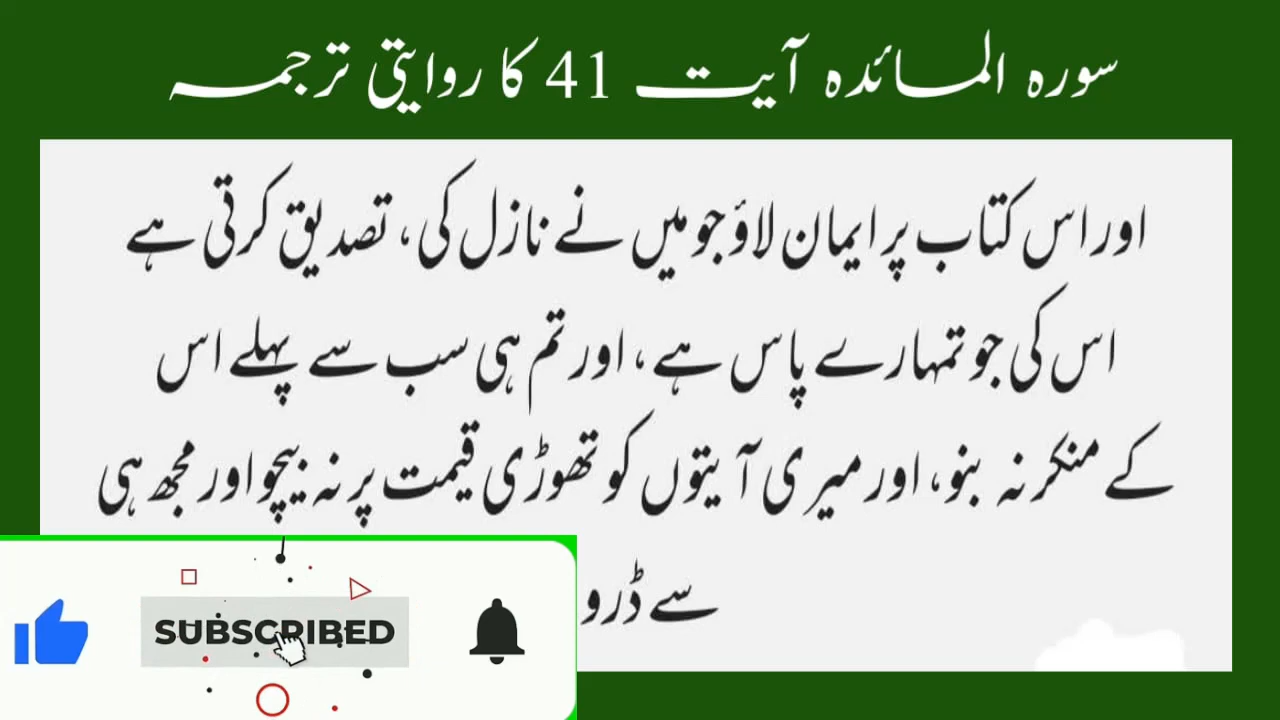 سورہ المائدہ آیت 41 کا روایتی ترجمہ
اور اس کتاب پر ایمان لاؤ جو میں نے نازل کی، تصدیق کرتی ہے
اس کی جو تمہارے پاس ہے، اور تم ہی سب سے پہلے اس
کے منکر نہ بنو، اور میری آیتوں کو تھوڑی قیمت پر نہ بیچو اور مجھ ہی
سے ڈرو
SUBSCRIBED